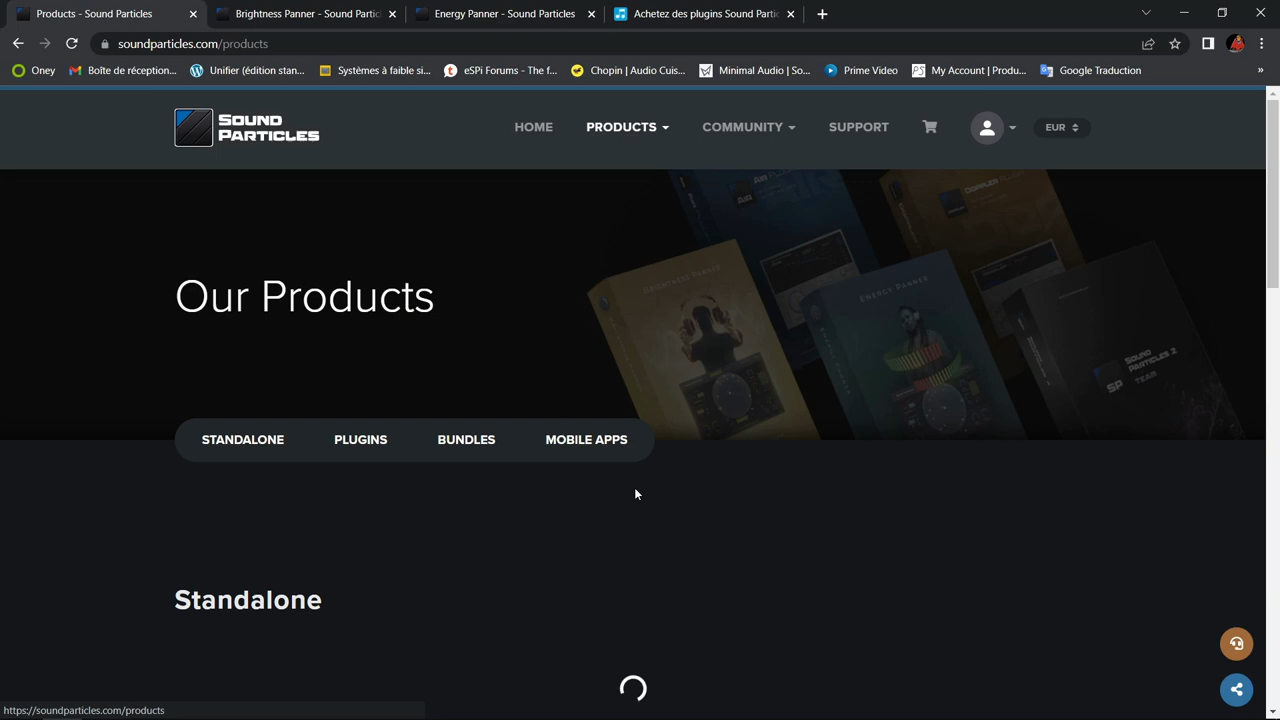 Products - Sound Particles
Brightness Panner - Sound Partic
Energy Panner - Sound Particles
Achetez des plugins Sound Partic
soundparticles.com/products
Oney
Boîte de réception...
Unifier (édition stan...
Systèmes à faible si...
eSPi Forums - The f...
Chopin | Audio Cuis...
Minimal Audio | So...
Prime Video
My Account | Produ...
Google Traduction
»
SOUND
PARTICLES
HOME
PRODUCTS
COMMUNITY
SUPPORT
EUR
Our Products
AIR
BRIGHTNESS PANNER
ENERGY PANNER
SOUND
PARTICLES 2
SP
TEAM
STANDALONE
PLUGINS
BUNDLES
MOBILE APPS
Standalone
https://soundparticles.com/products